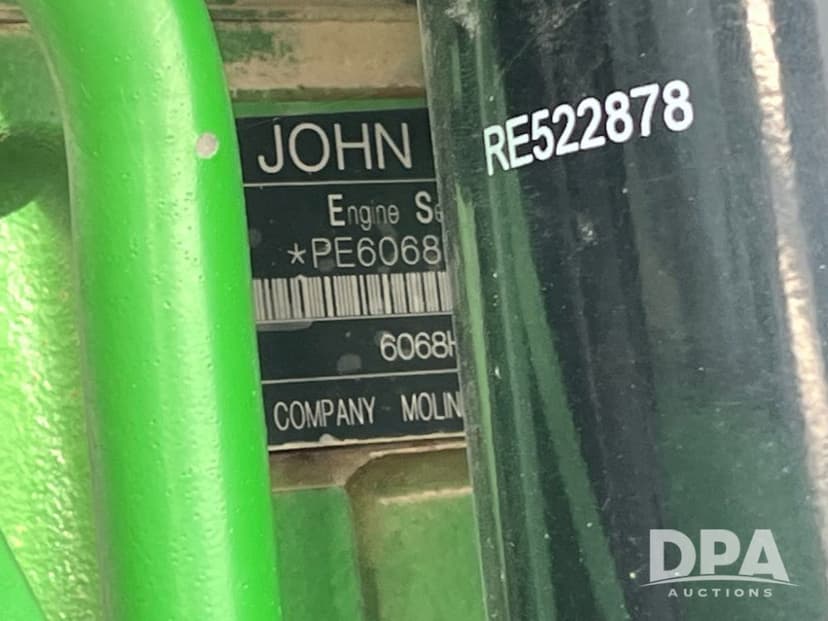 JOHN
Engine Se
*PE6068
6068H
COMPANY MOLIN
RE522878
DPA
AUCTIONS